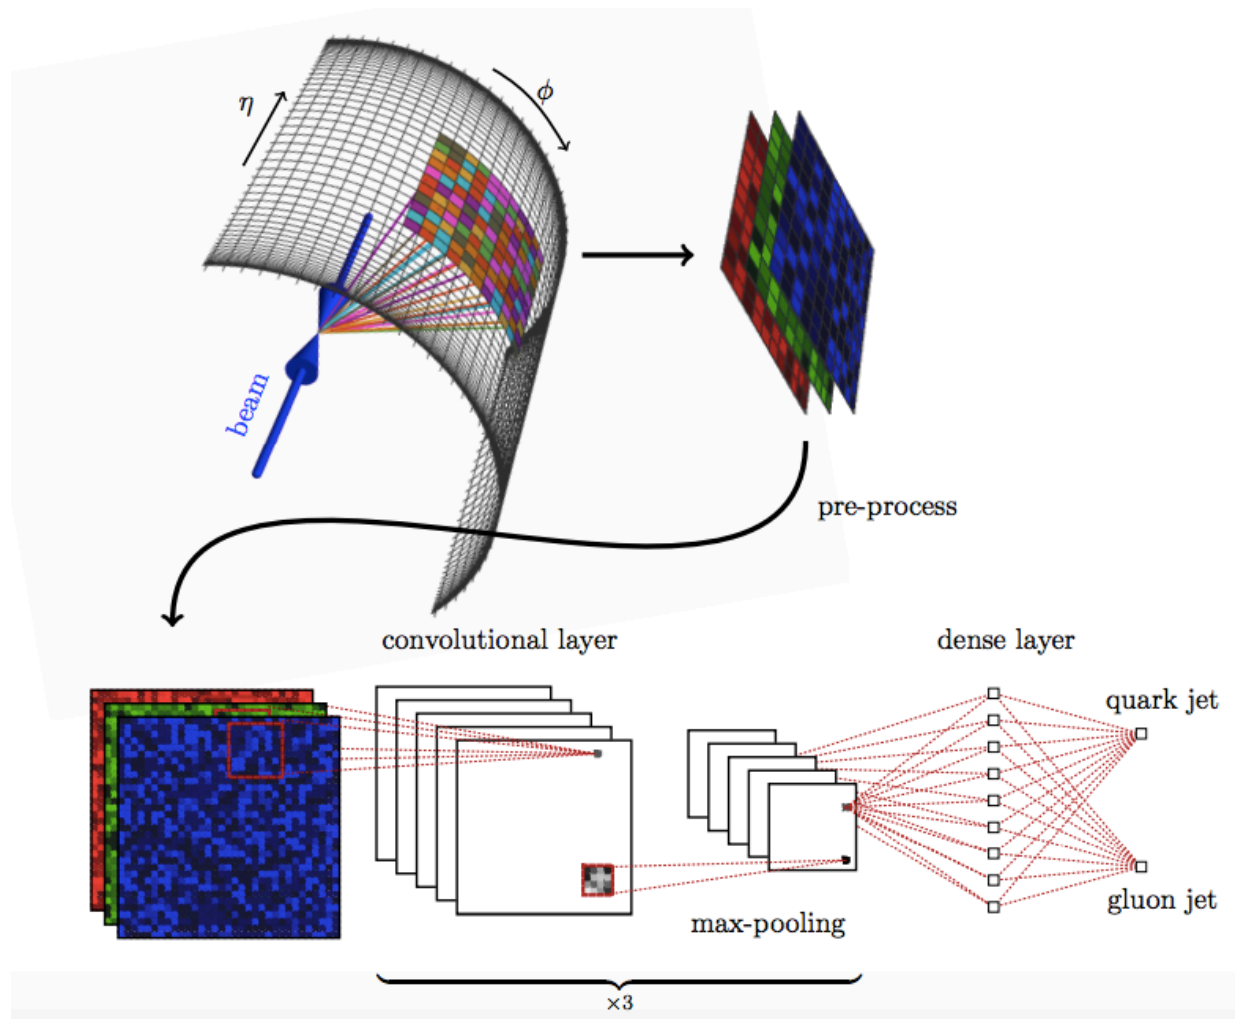 η
ϕ
beam
pre-process
convolutional layer
dense layer
quark jet
gluon jet
max-pooling
×3